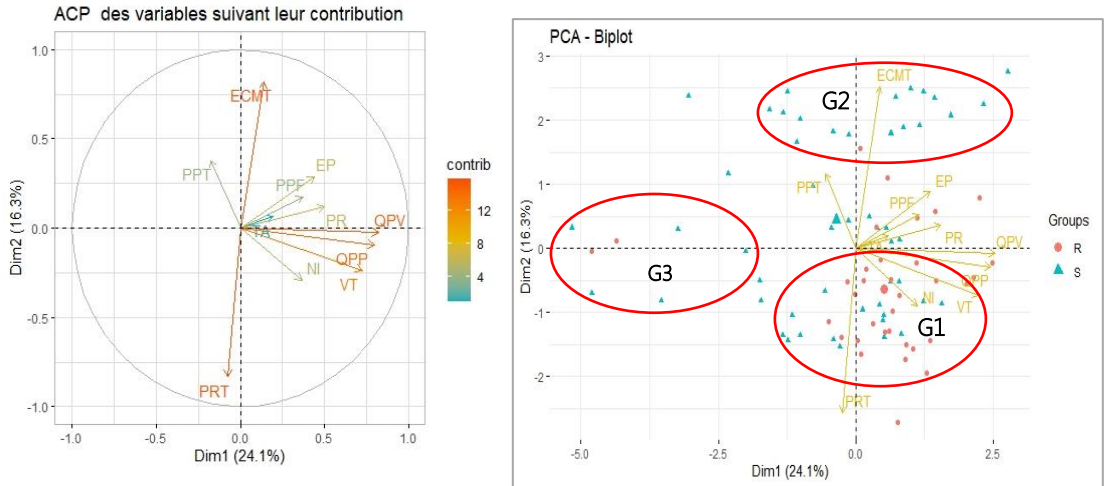 ACP des variables suivant leur contribution
1.0
0.5
0.0
-0.5
-1.0
Dim2 (16.3%)
ECMT
PPT
EP
PPF
PR
TA
QPV
QPP
NI
VT
PRT
-1.0
-0.5
0.0
0.5
1.0
Dim1 (24.1%)
contrib
12
8
4
PCA - Biplot
3
2
1
0
-1
-2
Dim2 (16.3%)
ECMT
G2
PPT
EP
PPF
PR
QPV
G3
QPP
NI
VT
G1
PRT
-5.0
-2.5
0.0
2.5
Dim1 (24.1%)
Groups
R
S